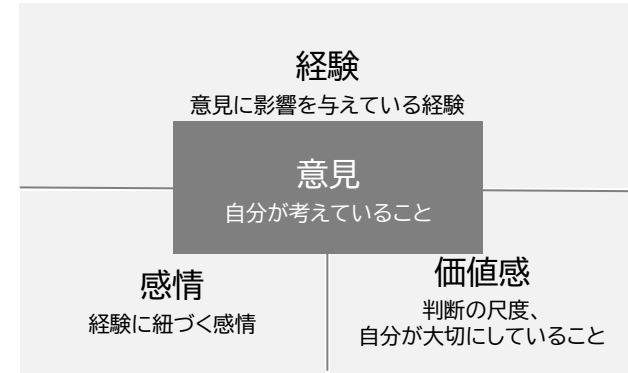 経験
意見に影響を与えている経験
意見
自分が考えていること
感情
経験に紐づく感情
価値感
判断の尺度、
自分が大切にしていること